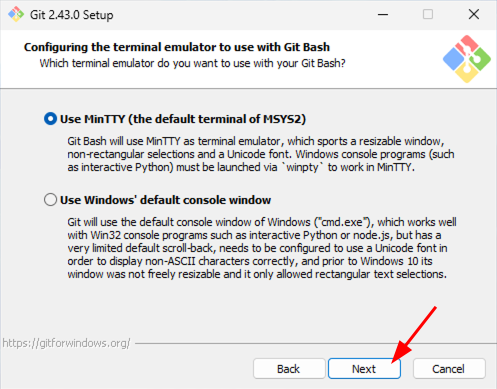 Git 2.43.0 Setup
Configuring the terminal emulator to use with Git Bash
Which terminal emulator do you want to use with your Git Bash?
Use MinTTY (the default terminal of MSYS2)
Git Bash will use MinTTY as terminal emulator, which sports a resizable window,
non-rectangular selections and a Unicode font. Windows console programs (such
as interactive Python) must be launched via `winpty` to work in MinTTY.
Use Windows' default console window
Git will use the default console window of Windows ("cmd.exe"), which works well
with Win32 console programs such as interactive Python or node.js, but has a
very limited default scroll-back, needs to be configured to use a Unicode font in
order to display non-ASCII characters correctly, and prior to Windows 10 its
window was not freely resizable and it only allowed rectangular text selections.
https://gitforwindows.org/
Back
Next
Cancel